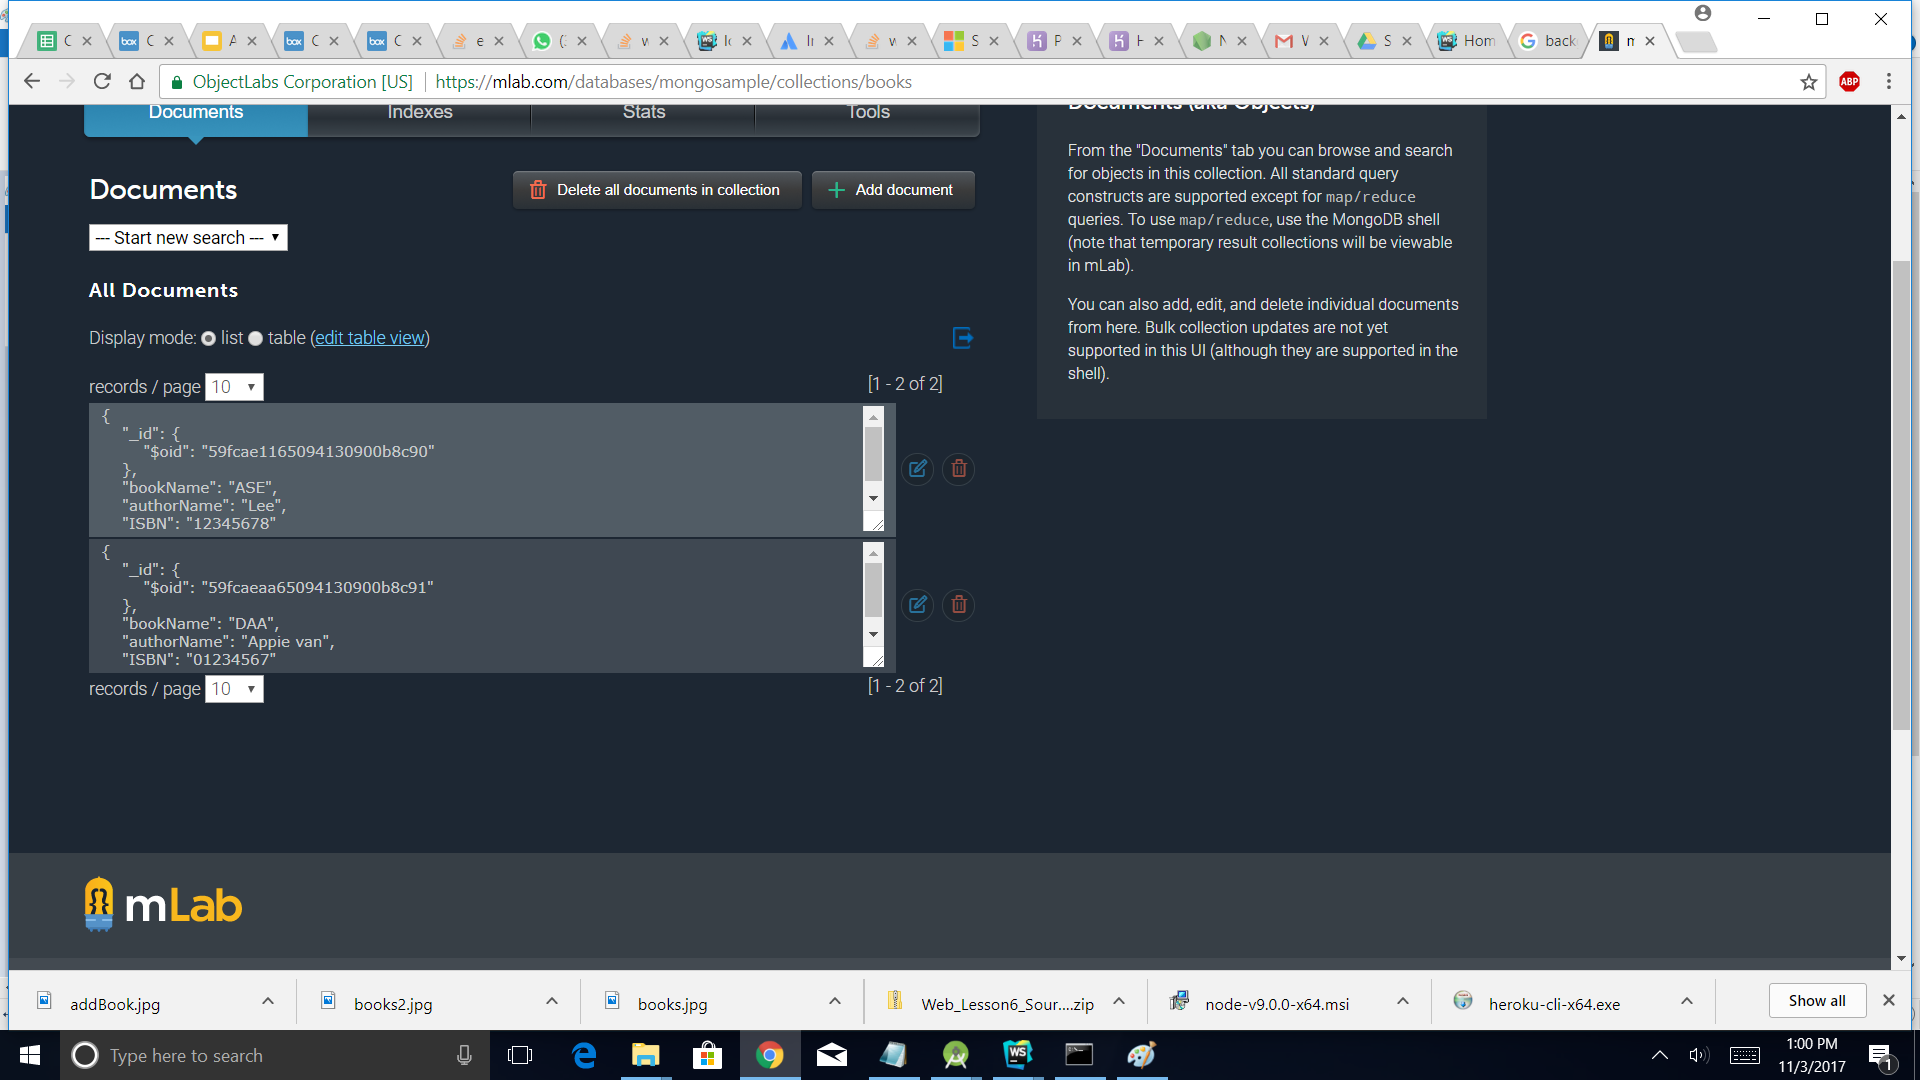 ObjectLabs Corporation [US]
https://mlab.com/databases/mongosample/collections/books
Hom
back
ABP
Documents
Indexes
Stats
Tools
Documents (aka Objects)
From the "Documents" tab you can browse and search
for objects in this collection. All standard query
constructs are supported except for map/reduce
queries. To use map/reduce, use the MongoDB shell
(note that temporary result collections will be viewable
in mLab).
You can also add, edit, and delete individual documents
from here. Bulk collection updates are not yet
supported in this UI (although they are supported in the
shell).
Documents
Delete all documents in collection
Add document
--- Start new search ---
All Documents
Display mode: list table (edit table view)
records / page 10
[1 - 2 of 2]
{
"_id": {
"$oid": "59fcae1165094130900b8c90"
},
"bookName": "ASE",
"authorName": "Lee",
"ISBN": "12345678"
{
"_id": {
"$oid": "59fcaeaa65094130900b8c91"
},
"bookName": "DAA",
"authorName": "Appie van",
"ISBN": "01234567"
records / page 10
[1 - 2 of 2]
mLab
addBook.jpg
books2.jpg
books.jpg
Web_Lesson6_Sour....zip
node-v9.0.0-x64.msi
heroku-cli-x64.exe
Show all
Type here to search
1:00 PM
11/3/2017
1